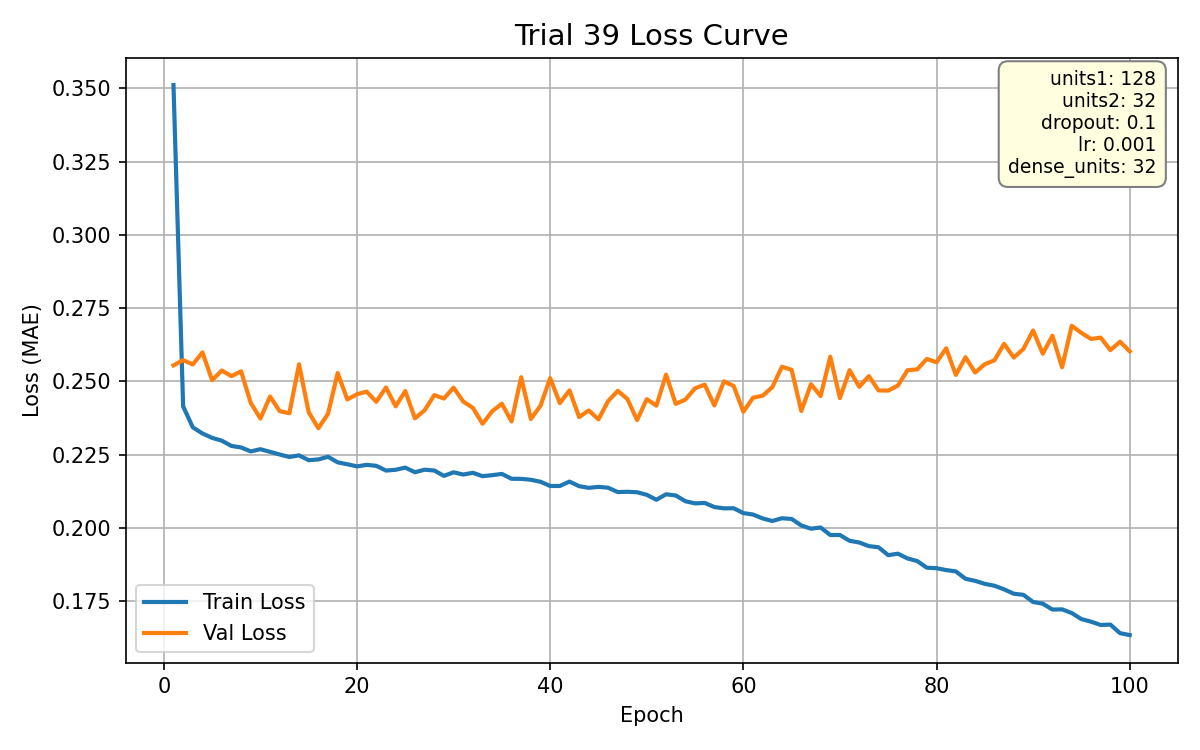 Trial 39 Loss Curve
units1: 128
units2: 32
dropout: 0.1
lr: 0.001
dense_units: 32
Loss (MAE)
0.350
0.325
0.300
0.275
0.250
0.225
0.200
0.175
Train Loss
Val Loss
0 20 40 60 80 100
Epoch